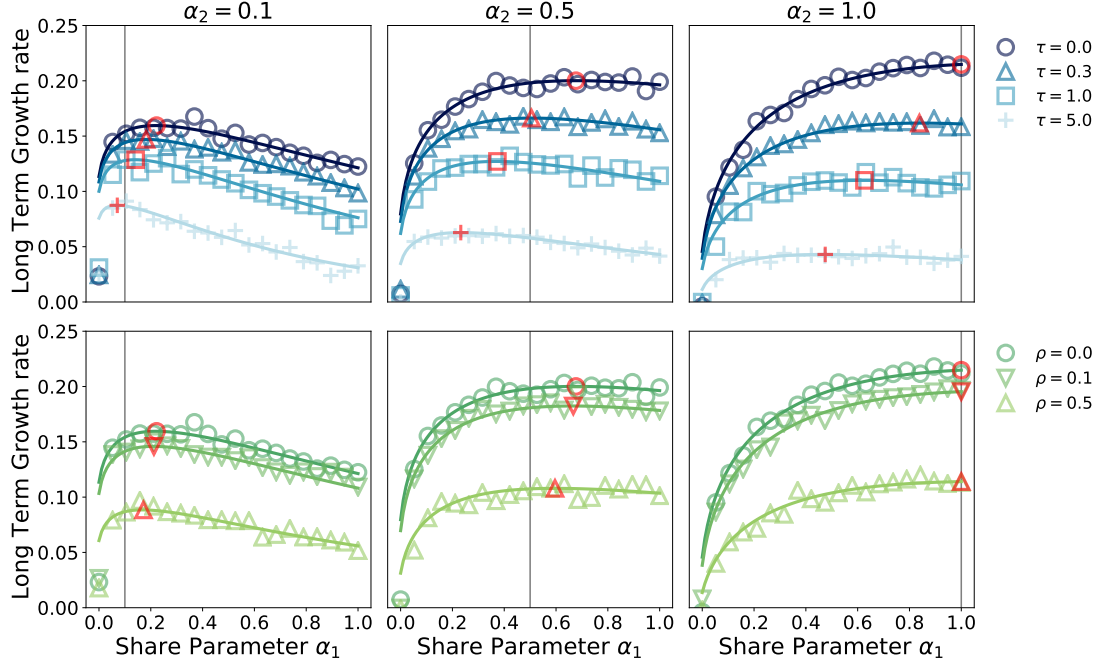 α₂ = 0.1
α₂ = 0.5
α₂ = 1.0
Long Term Growth rate
0.25
0.20
0.15
0.10
0.05
0.00
τ = 0.0
τ = 0.3
τ = 1.0
τ = 5.0
Long Term Growth rate
0.25
0.20
0.15
0.10
0.05
0.00
ρ = 0.0
ρ = 0.1
ρ = 0.5
0.0 0.2 0.4 0.6 0.8 1.0
0.0 0.2 0.4 0.6 0.8 1.0
0.0 0.2 0.4 0.6 0.8 1.0
Share Parameter α₁
Share Parameter α₁
Share Parameter α₁